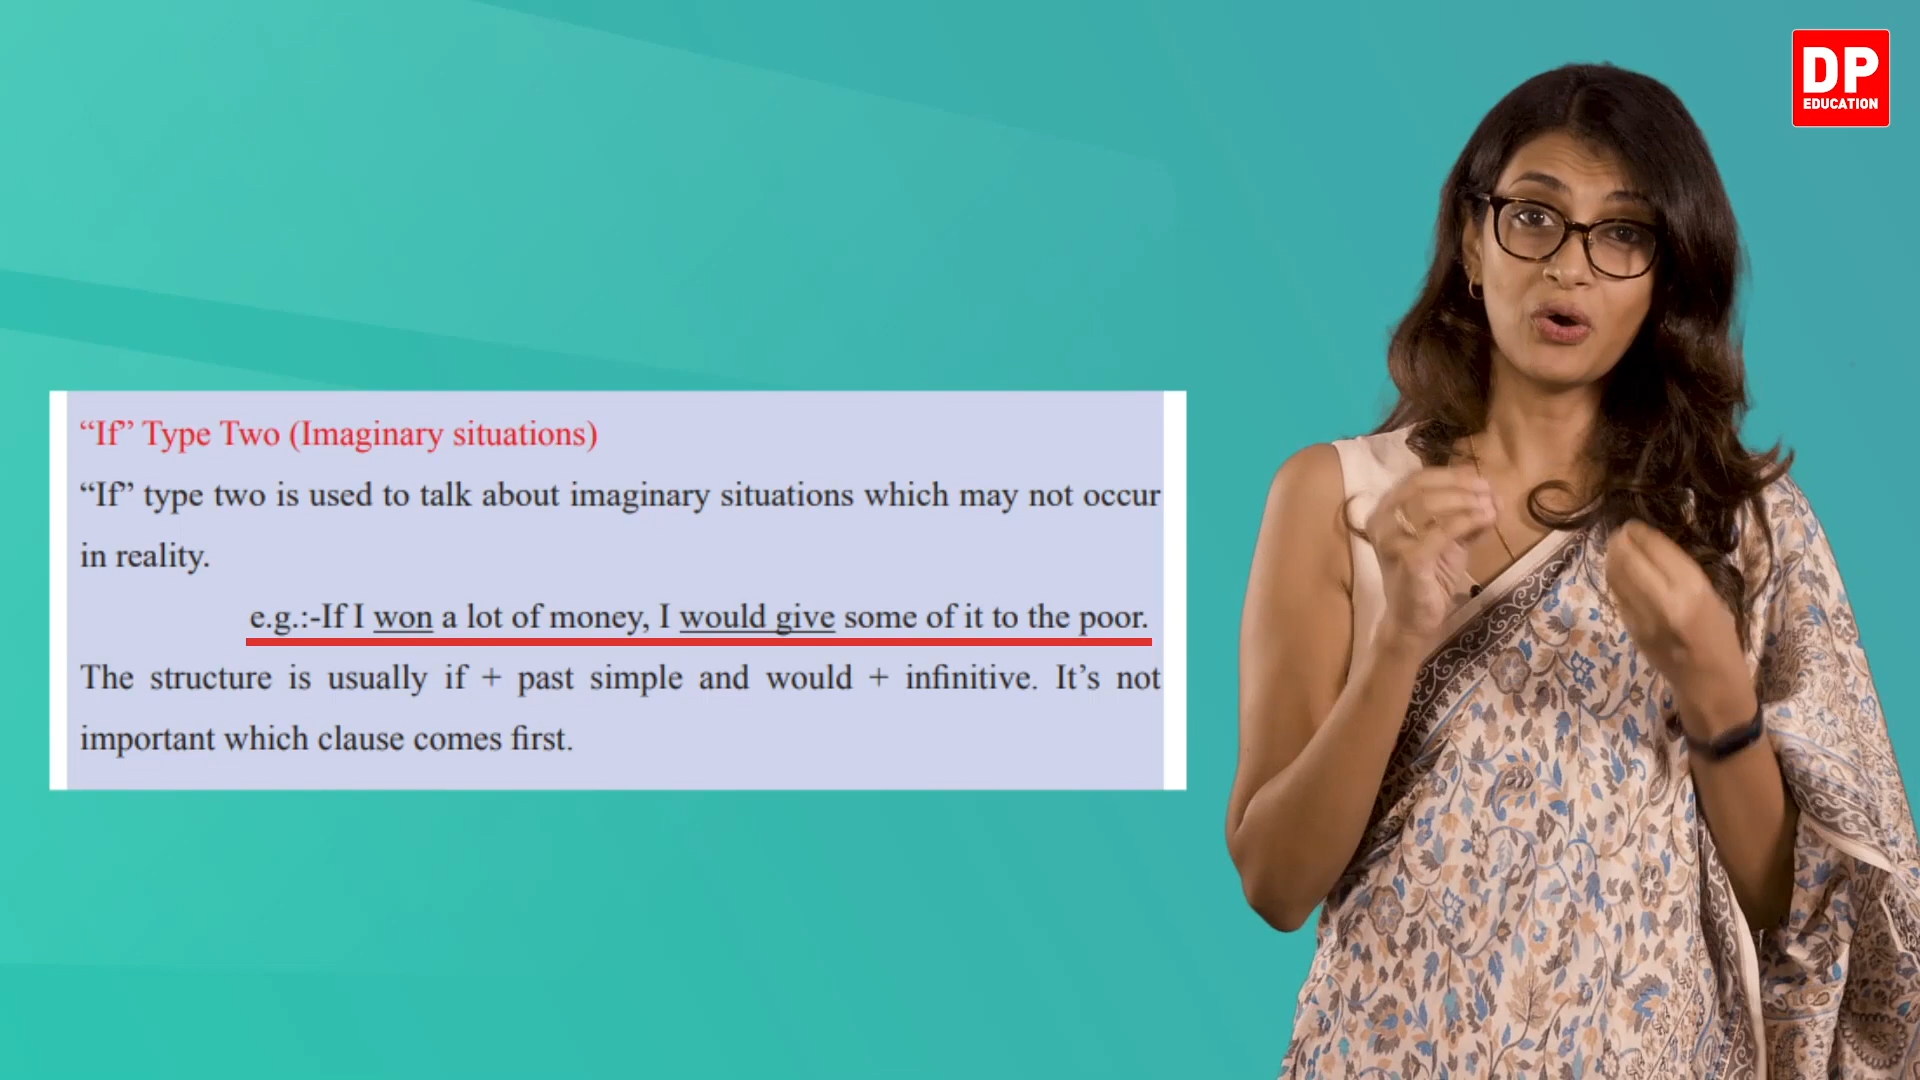 DP
EDUCATION
“If” Type Two (Imaginary situations)
“If” type two is used to talk about imaginary situations which may not occur
in reality.
e.g.:-If I won a lot of money, I would give some of it to the poor.
The structure is usually if + past simple and would + infinitive. It’s not
important which clause comes first.